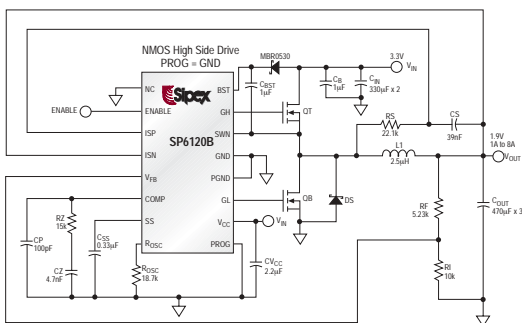 NMOS High Side Drive
PROG = GND
Sipex
SP6120B
NC
ENABLE
ENABLE
ISP
ISN
VFB
COMP
SS
ROSC
BST
GH
SWN
GND
PGND
GL
VCC
PROG
MBR0530
CBST
1µF
CB
1µF
CIN
330µF x 2
3.3V
VIN
QT
RS
22.1k
CS
39nF
L1
2.5µH
1.9V
1A to 8A
VOUT
QB
DS
RF
5.23k
COUT
470µF x 3
RI
10k
VIN
CVCC
2.2µF
RZ
15k
CP
100pF
CZ
4.7nF
CSS
0.33µF
ROSC
18.7k